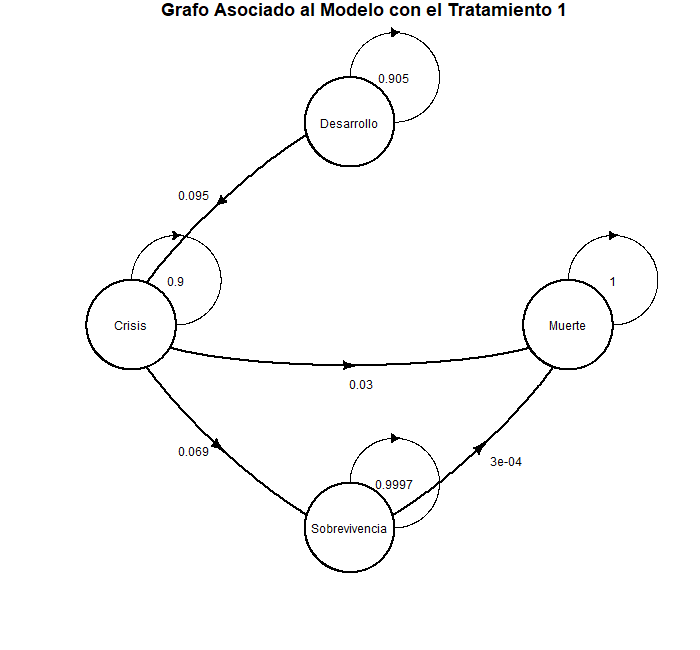 Grafo Asociado al Modelo con el Tratamiento 1
0.905
Desarrollo
0.095
0.9
1
Crisis
Muerte
0.03
0.069
3e-04
0.9997
Sobrevivencia